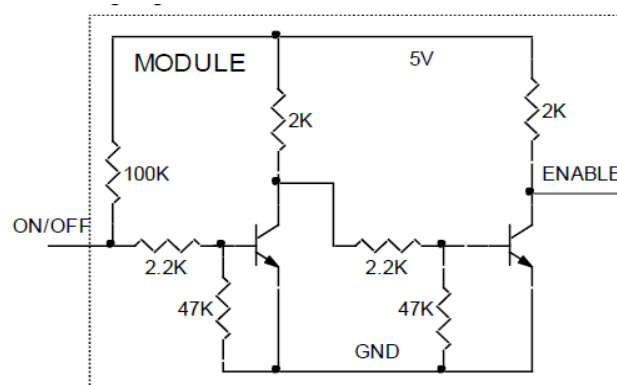 MODULE
5V
2K
2K
100K
ENABLE
ON/OFF
2.2K
2.2K
47K
47K
GND